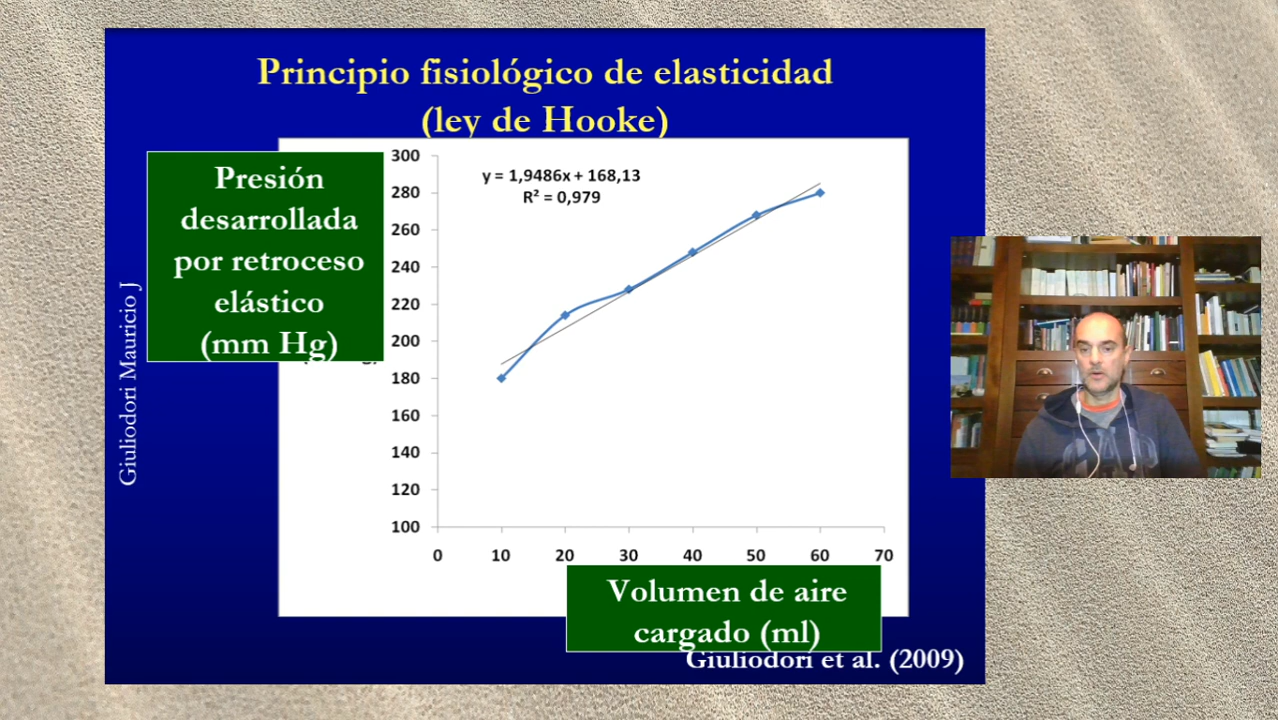 Principio fisiológico de elasticidad
(ley de Hooke)
Presión
desarrollada
por retroceso
elástico
(mm Hg)
Giuliodori Mauricio J
y = 1,9486x + 168,13
R² = 0,979
300
280
260
240
220
200
180
160
140
120
100
0 10 20 30 40 50 60 70
Volumen de aire
cargado (ml)
Giuliodori et al. (2009)